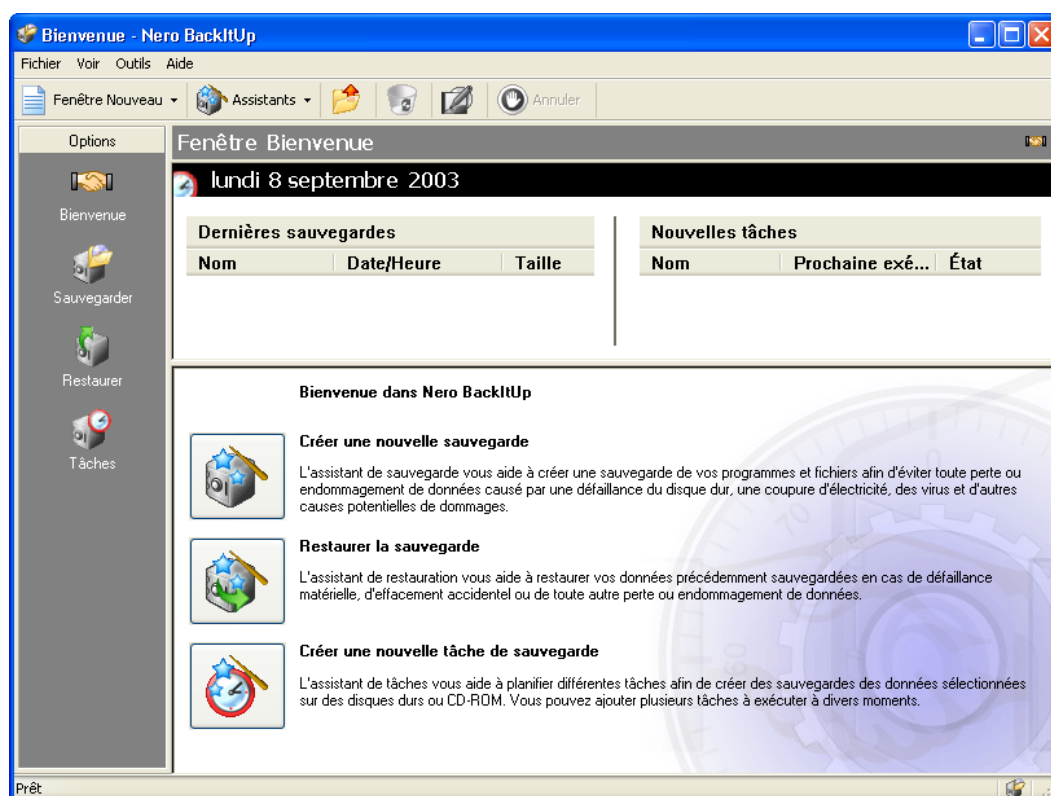 Bienvenue - Nero BackItUp
Fichier Voir Outils Aide
Fenêtre Nouveau Assistants Annuler
Options
Bienvenue
Sauvegarder
Restaurer
Tâches
Fenêtre Bienvenue
lundi 8 septembre 2003
Dernières sauvegardes
Nom Date/Heure Taille
Nouvelles tâches
Nom Prochaine exé... État
Bienvenue dans Nero BackItUp
Créer une nouvelle sauvegarde
L'assistant de sauvegarde vous aide à créer une sauvegarde de vos programmes et fichiers afin d'éviter toute perte ou
endommagement de données causé par une défaillance du disque dur, une coupure d'électricité, des virus et d'autres
causes potentielles de dommages.
Restaurer la sauvegarde
L'assistant de restauration vous aide à restaurer vos données précédemment sauvegardées en cas de défaillance
matérielle, d'effacement accidentel ou de toute autre perte ou endommagement de données.
Créer une nouvelle tâche de sauvegarde
L'assistant de tâches vous aide à planifier différentes tâches afin de créer des sauvegardes des données sélectionnées
sur des disques durs ou CD-ROM. Vous pouvez ajouter plusieurs tâches à exécuter à divers moments.
70
60
Prêt